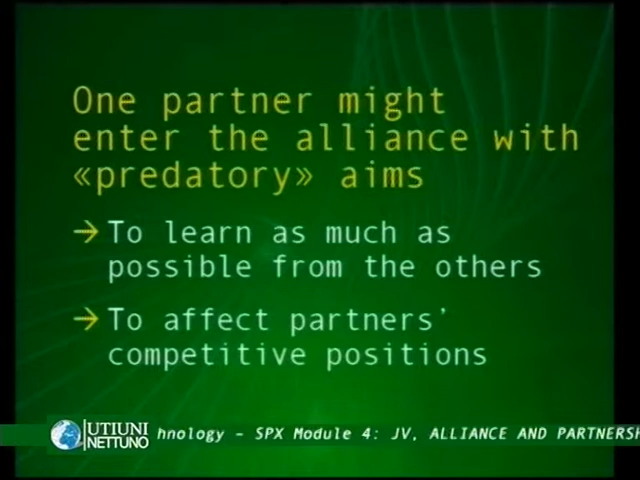 One partner might
enter the alliance with
«predatory» aims
→ To learn as much as
possible from the others
→ To affect partners'
competitive positions
UTIUNI
NETTUNO
hnology – SPX Module 4: JV, ALLIANCE AND PARTNERSH